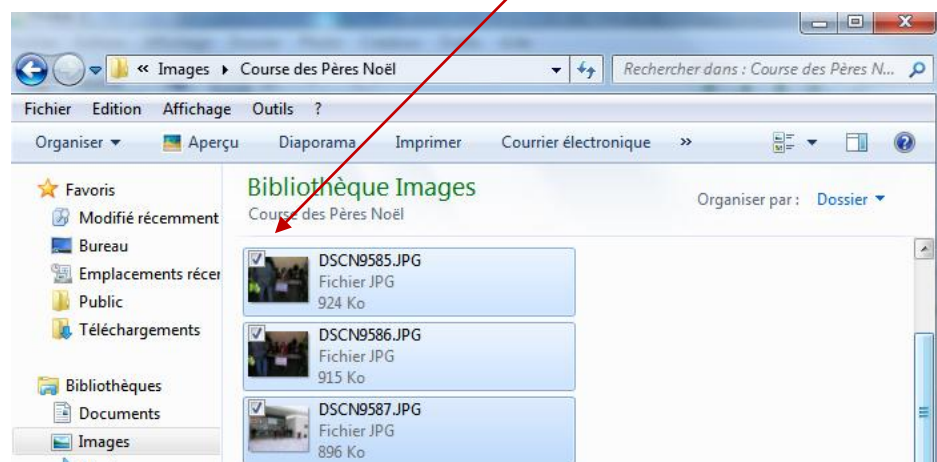 « Images ▸ Course des Pères Noël
Rechercher dans : Course des Pères N...
Fichier Edition Affichage Outils ?
Organiser Aperçu Diaporama Imprimer Courrier électronique »
Favoris
Modifié récemment
Bureau
Emplacements récer
Public
Téléchargements
Bibliothèques
Documents
Images
Bibliothèque Images
Course des Pères Noël
Organiser par : Dossier
DSCN9585.JPG
Fichier JPG
924 Ko
DSCN9586.JPG
Fichier JPG
915 Ko
DSCN9587.JPG
Fichier JPG
896 Ko